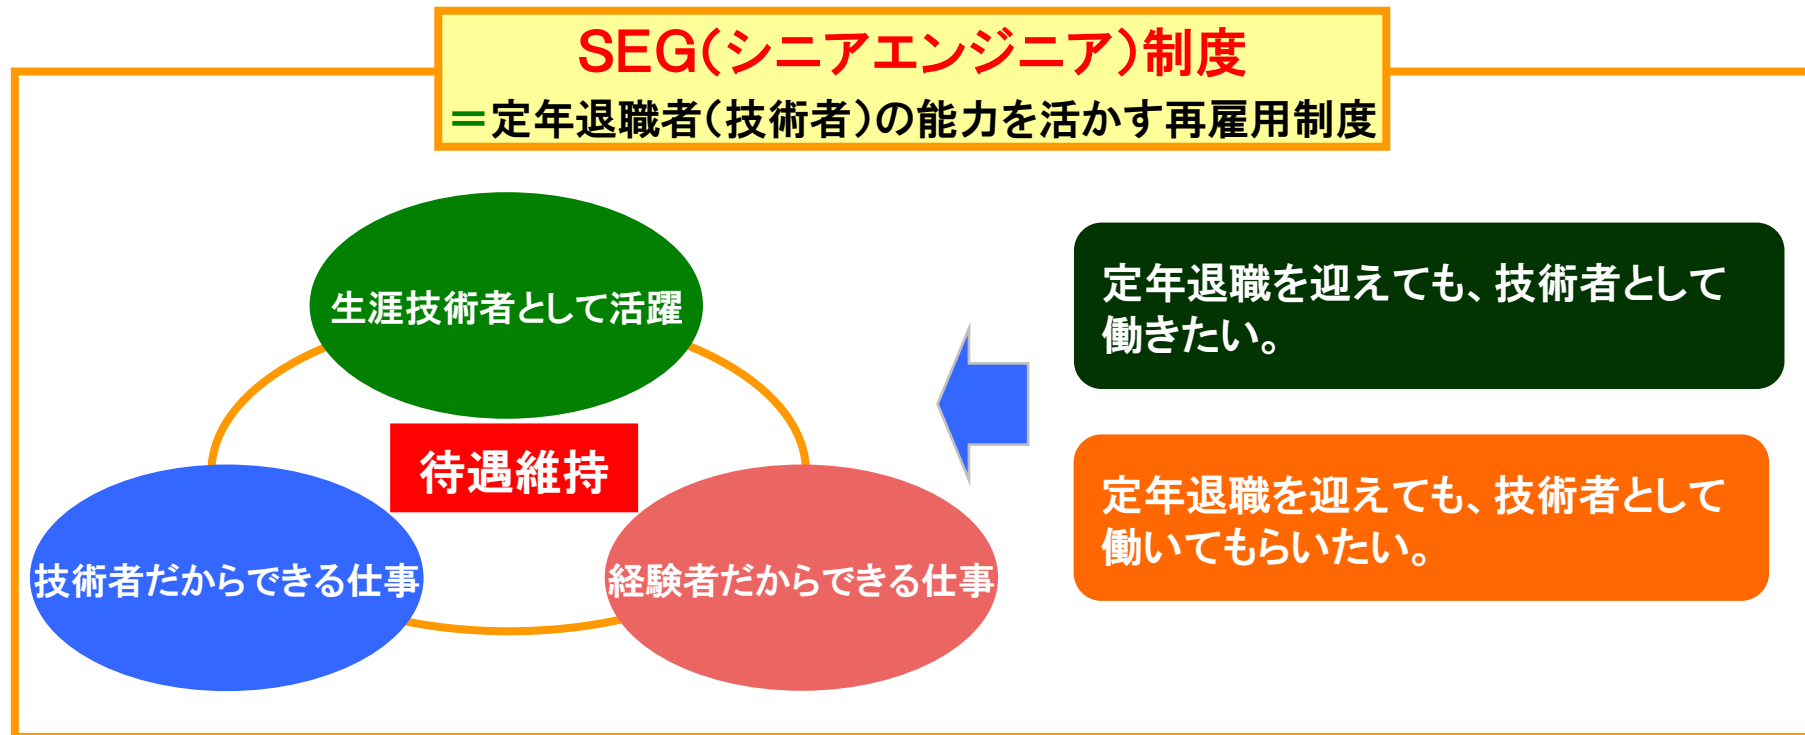 SEG(シニアエンジニア)制度
=定年退職者(技術者)の能力を活かす再雇用制度
生涯技術者として活躍
待遇維持
技術者だからできる仕事
経験者だからできる仕事
定年退職を迎えても、技術者として
働きたい。
定年退職を迎えても、技術者として
働いてもらいたい。